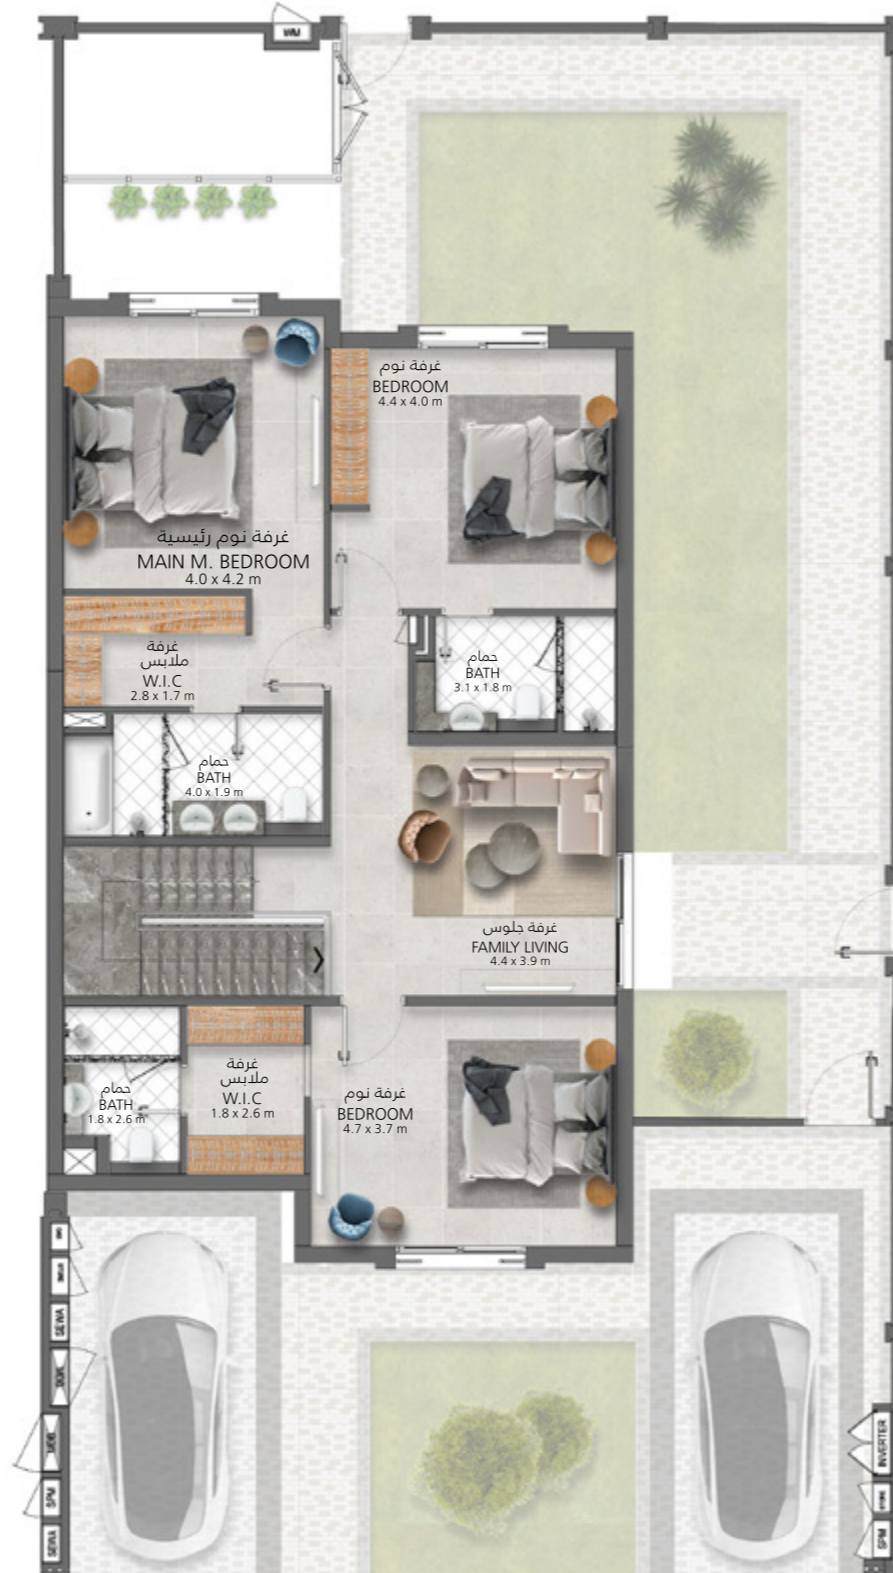 WM
غرفة نوم
BEDROOM
4.4 x 4.0 m
غرفة نوم رئيسية
MAIN M. BEDROOM
4.0 x 4.2 m
غرفة
ملابس
W.I.C
2.8 x 1.7 m
حمام
BATH
3.1 x 1.8 m
حمام
BATH
4.0 x 1.9 m
غرفة جلوس
FAMILY LIVING
4.4 x 3.9 m
غرفة
ملابس
W.I.C
1.8 x 2.6 m
حمام
BATH
1.8 x 2.6 m
غرفة نوم
BEDROOM
4.7 x 3.7 m
SEWA
MDB
SPM
SEWA
INVERTER
SPM